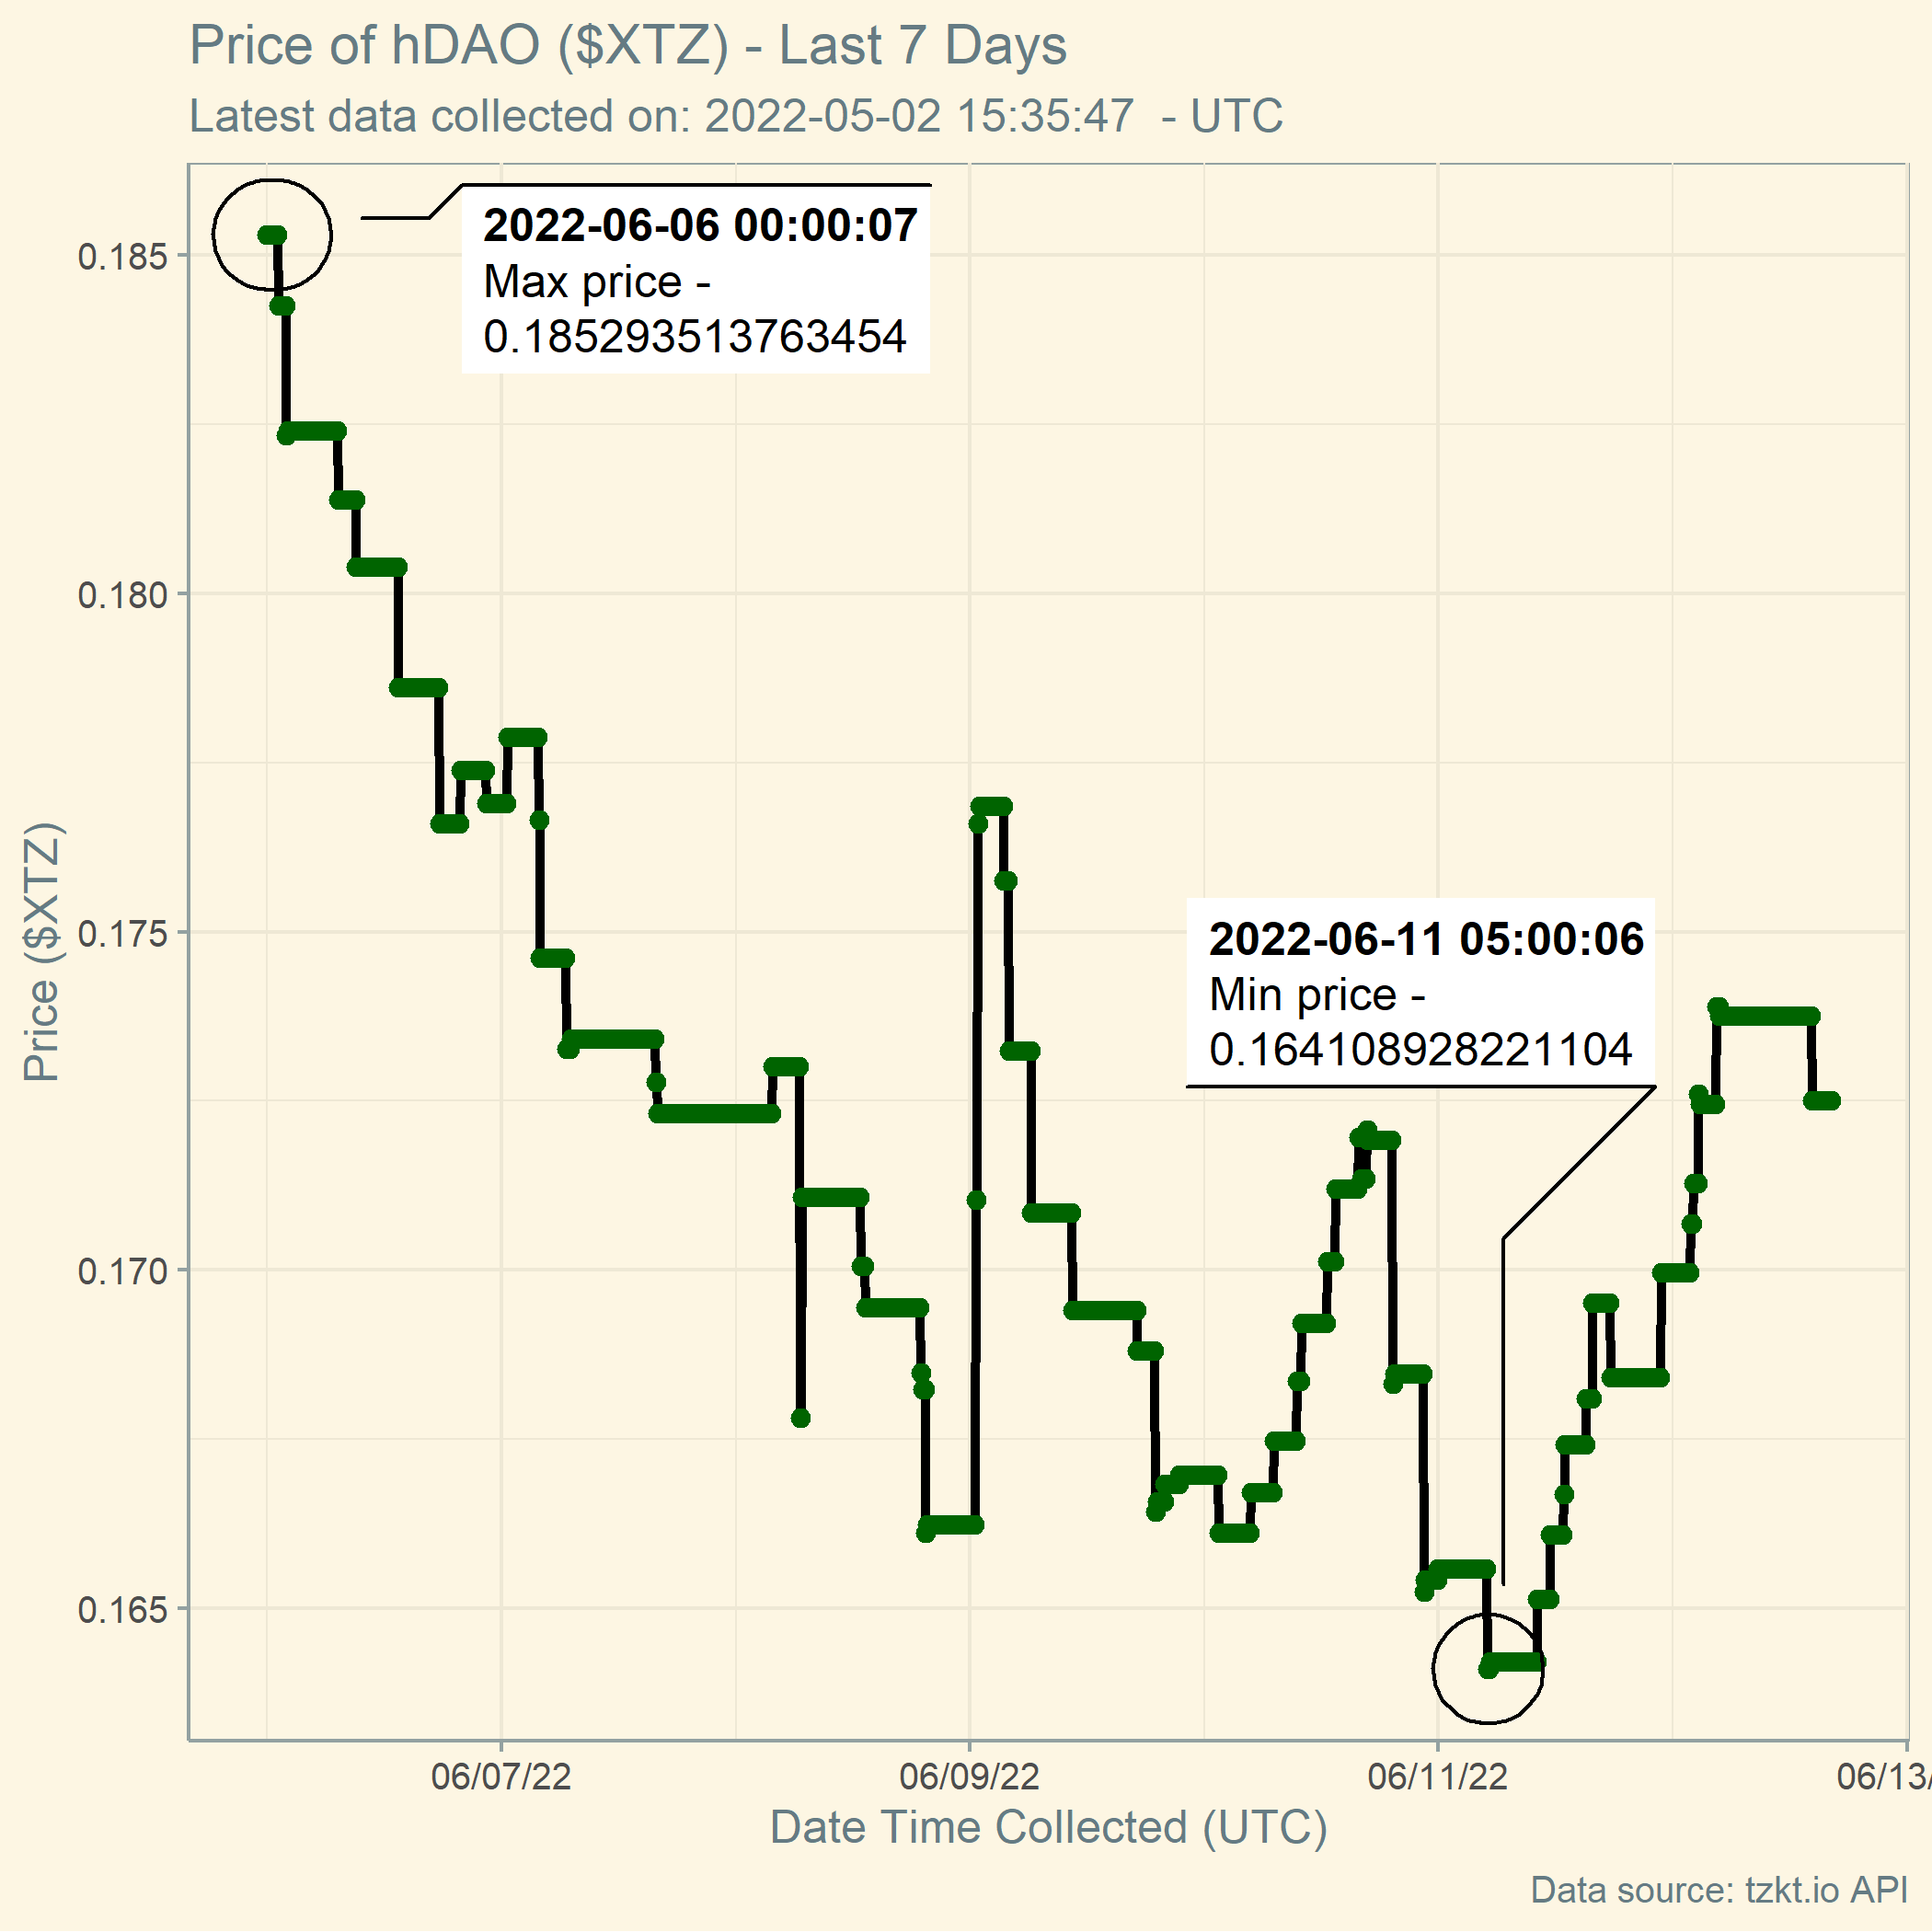 Price of hDAO ($XTZ) - Last 7 Days
Latest data collected on: 2022-05-02 15:35:47  - UTC
2022-06-06 00:00:07
Max price -
0.185293513763454
0.185
0.180
0.175
0.170
0.165
Price ($XTZ)
2022-06-11 05:00:06
Min price -
0.164108928221104
06/07/22
06/09/22
06/11/22
06/13/
Date Time Collected (UTC)
Data source: tzkt.io API